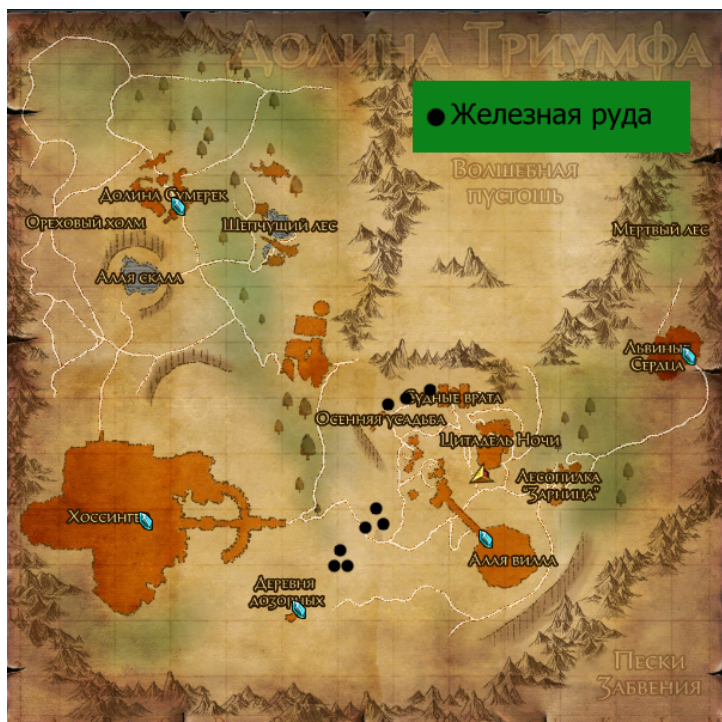 Долина Триумфа
Железная руда
Волшебная
пустошь
Долина Сумерек
Ореховый холм
Шепчущий лес
Мертвый лес
Алая скала
Львиные
Сердца
Судные врата
Осенняя усадьба
Цитадель Ночи
Лесопилка
"Зарница"
Хоссинген
Алая вилла
Деревня
дозорных
Пески
Забвения